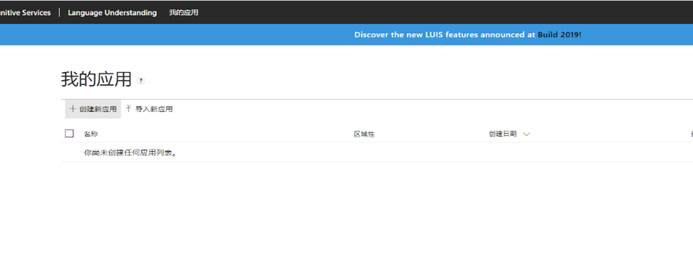 nitive Services | Language Understanding 我的应用
Discover the new LUIS features announced at Build 2019!
我的应用 ?
+ 创建新应用 导入新应用
名称 区域性 创建日期
你尚未创建任何应用列表。